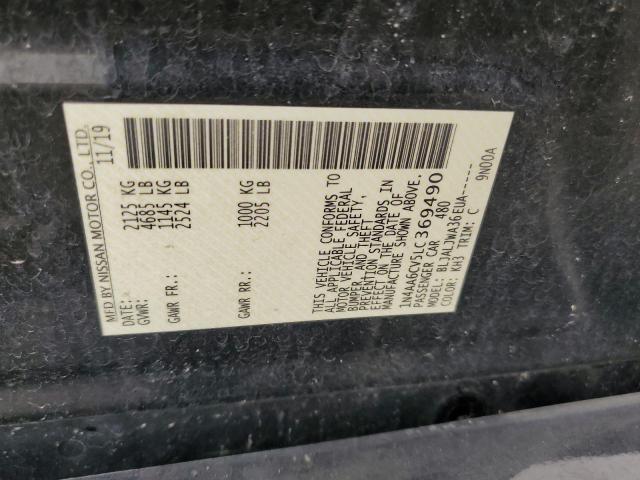 MFD BY NISSAN MOTOR CO., LTD.
DATE: 11/19
GVWR: 2125 KG
4685 LB
GAWR FR.: 1145 KG
2524 LB
GAWR RR.: 1000 KG
2205 LB
THIS VEHICLE CONFORMS TO
ALL APPLICABLE FEDERAL
MOTOR VEHICLE SAFETY,
BUMPER, AND THEFT
PREVENTION STANDARDS IN
EFFECT ON THE DATE OF
MANUFACTURE SHOWN ABOVE.
1N4AA6CV5LC369490
PASSENGER CAR 480
MODEL: BLJALJWA36EUA-----
COLOR: KH3 TRIM: C
9N00A